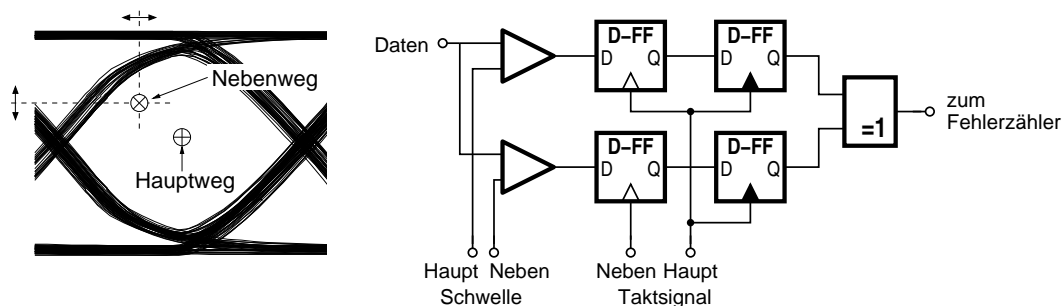 Nebenweg
Hauptweg
Daten
D–FF
D–FF
D
Q
D
Q
D–FF
D–FF
D
Q
D
Q
=1
zum
Fehlerzähler
Haupt Neben
Schwelle
Neben Haupt
Taktsignal